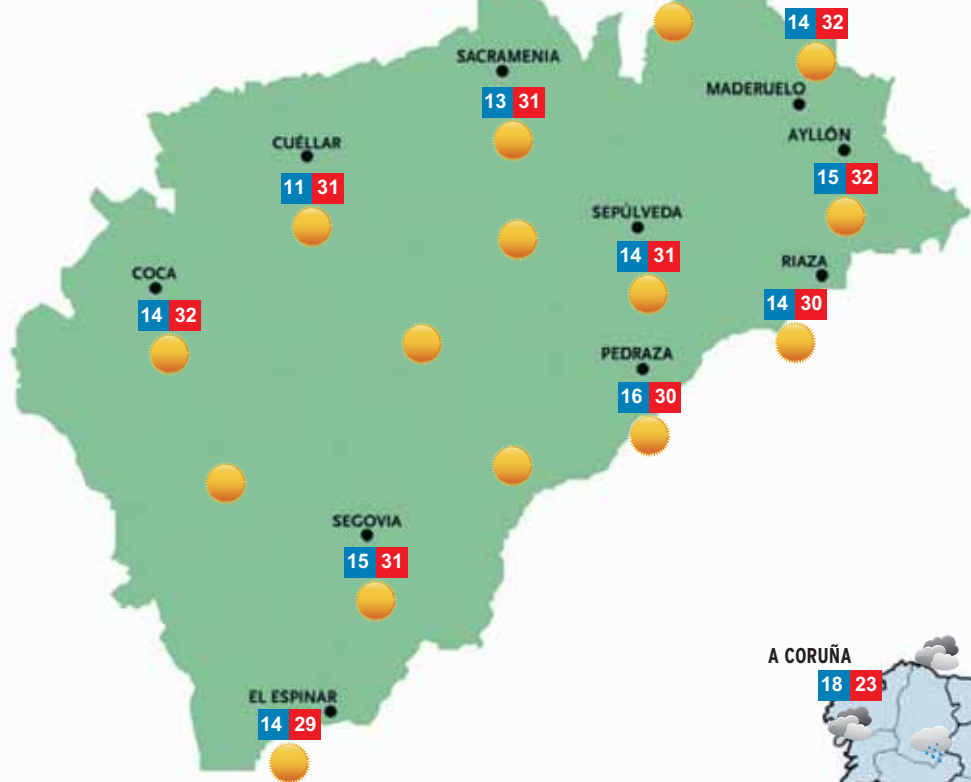 14 32
SACRAMENIA
13 31
MADERUELO
AYLLÓN
15 32
CUÉLLAR
11 31
SEPÚLVEDA
14 31
RIAZA
14 30
COCA
14 32
PEDRAZA
16 30
SEGOVIA
15 31
A CORUÑA
18 23
EL ESPINAR
14 29